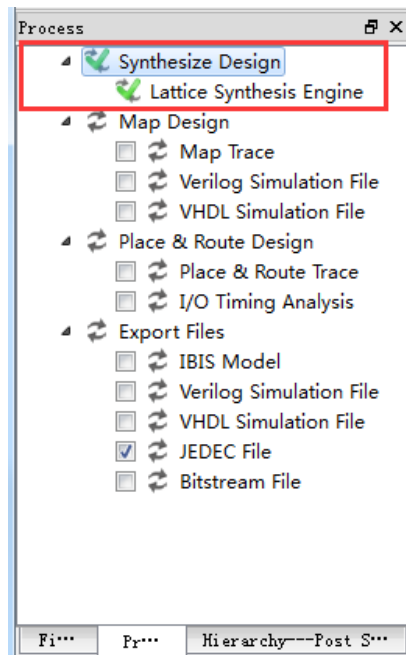 Process
Synthesize Design
Lattice Synthesis Engine
Map Design
Map Trace
Verilog Simulation File
VHDL Simulation File
Place & Route Design
Place & Route Trace
I/O Timing Analysis
Export Files
IBIS Model
Verilog Simulation File
VHDL Simulation File
JEDEC File
Bitstream File
Fi··· Pr··· Hierarchy---Post S···